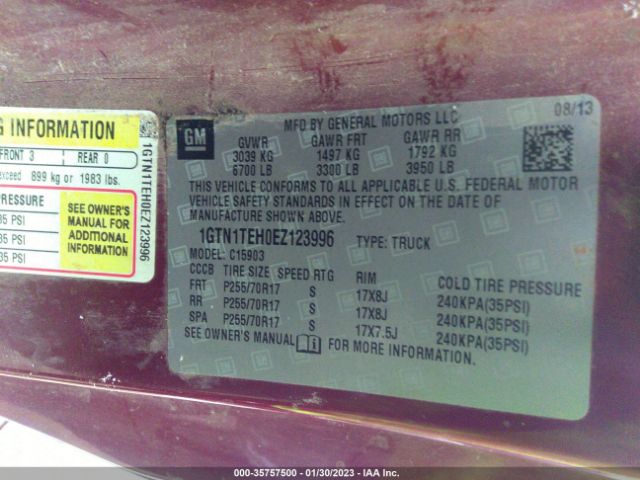 G INFORMATION
FRONT 3 REAR 0
exceed 899 kg or 1983 lbs.
PRESSURE
35 PSI
35 PSI
35 PSI
SEE OWNER'S
MANUAL FOR
ADDITIONAL
INFORMATION
1GTN1TEH0EZ123996
GM
MFD BY GENERAL MOTORS LLC
08/13
GVWR GAWR FRT GAWR RR
3039 KG 1497 KG 1792 KG
6700 LB 3300 LB 3950 LB
THIS VEHICLE CONFORMS TO ALL APPLICABLE U.S. FEDERAL MOTOR
VEHICLE SAFETY STANDARDS IN EFFECT ON THE DATE OF
MANUFACTURE SHOWN ABOVE.
1GTN1TEH0EZ123996 TYPE: TRUCK
MODEL: C15903
CCCB TIRE SIZE SPEED RTG RIM COLD TIRE PRESSURE
FRT P255/70R17 S 17X8J 240KPA(35PSI)
RR P255/70R17 S 17X8J 240KPA(35PSI)
SPA P255/70R17 S 17X7.5J 240KPA(35PSI)
SEE OWNER'S MANUAL FOR MORE INFORMATION.
000-35757500 - 01/30/2023 - IAA Inc.